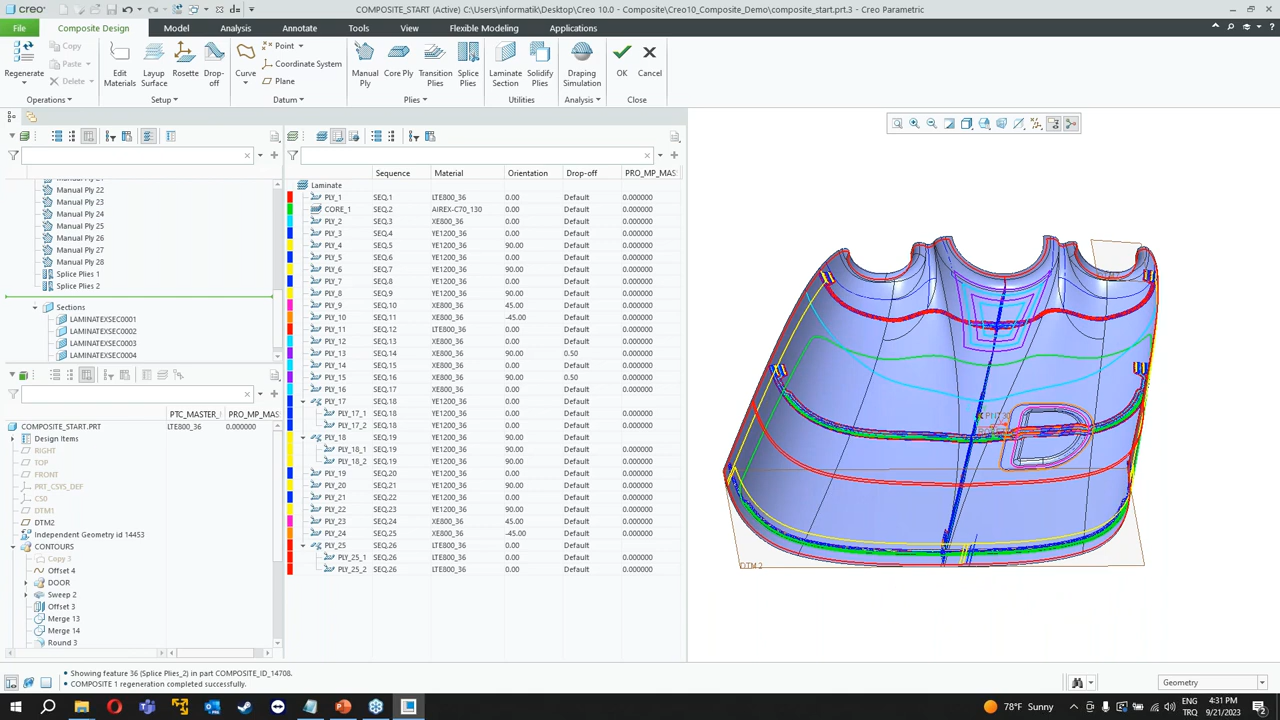 creo
COMPOSITE_START (Active) C:\Users\informatik\Desktop\Creo 10.0 - Composite\Creo10_Composite_Demo\composite_start.prt.3 - Creo Parametric
File
Composite Design
Model
Analysis
Annotate
Tools
View
Flexible Modeling
Applications
Regenerate
Copy
Paste
Delete
Edit Materials
Layup Surface
Rosette
Drop-off
Curve
Point
Coordinate System
Plane
Manual Ply
Core Ply
Transition Plies
Splice Plies
Laminate Section
Solidify Plies
Draping Simulation
OK
Cancel
Operations
Setup
Datum
Plies
Utilities
Analysis
Close
Manual Ply 21
Manual Ply 22
Manual Ply 23
Manual Ply 24
Manual Ply 25
Manual Ply 26
Manual Ply 27
Manual Ply 28
Splice Plies 1
Splice Plies 2
Sections
LAMINATEXSEC0001
LAMINATEXSEC0002
LAMINATEXSEC0003
LAMINATEXSEC0004
PTC_MASTER_ PRO_MP_MAS
COMPOSITE_START.PRT LTE800_36 0.000000
Design Items
RIGHT
TOP
FRONT
PRT_CSYS_DEF
CS0
DTM1
DTM2
Independent Geometry id 14453
CONTOURS
Copy 3
Offset 4
DOOR
Sweep 2
Offset 3
Merge 13
Merge 14
Round 3
Sequence Material Orientation Drop-off PRO_MP_MAS
Laminate
PLY_1 SEQ.1 LTE800_36 0.00 Default 0.000000
CORE_1 SEQ.2 AIREX-C70_130 0.00 Default 0.000000
PLY_2 SEQ.3 XE800_36 0.00 Default 0.000000
PLY_3 SEQ.4 YE1200_36 0.00 Default 0.000000
PLY_4 SEQ.5 YE1200_36 90.00 Default 0.000000
PLY_5 SEQ.6 YE1200_36 0.00 Default 0.000000
PLY_6 SEQ.7 YE1200_36 90.00 Default 0.000000
PLY_7 SEQ.8 YE1200_36 0.00 Default 0.000000
PLY_8 SEQ.9 YE1200_36 90.00 Default 0.000000
PLY_9 SEQ.10 XE800_36 45.00 Default 0.000000
PLY_10 SEQ.11 XE800_36 -45.00 Default 0.000000
PLY_11 SEQ.12 LTE800_36 0.00 Default 0.000000
PLY_12 SEQ.13 XE800_36 0.00 Default 0.000000
PLY_13 SEQ.14 XE800_36 90.00 0.50 0.000000
PLY_14 SEQ.15 XE800_36 0.00 Default 0.000000
PLY_15 SEQ.16 XE800_36 90.00 0.50 0.000000
PLY_16 SEQ.17 XE800_36 0.00 Default 0.000000
PLY_17 SEQ.18 YE1200_36 0.00 Default
PLY_17_1 SEQ.18 YE1200_36 0.00 Default 0.000000
PLY_17_2 SEQ.18 YE1200_36 0.00 Default 0.000000
PLY_18 SEQ.19 YE1200_36 90.00 Default
PLY_18_1 SEQ.19 YE1200_36 90.00 Default 0.000000
PLY_18_2 SEQ.19 YE1200_36 90.00 Default 0.000000
PLY_19 SEQ.20 YE1200_36 0.00 Default 0.000000
PLY_20 SEQ.21 YE1200_36 90.00 Default 0.000000
PLY_21 SEQ.22 YE1200_36 0.00 Default 0.000000
PLY_22 SEQ.23 YE1200_36 90.00 Default 0.000000
PLY_23 SEQ.24 XE800_36 45.00 Default 0.000000
PLY_24 SEQ.25 XE800_36 -45.00 Default 0.000000
PLY_25 SEQ.26 LTE800_36 0.00 Default
PLY_25_1 SEQ.26 LTE800_36 0.00 Default 0.000000
PLY_25_2 SEQ.26 LTE800_36 0.00 Default 0.000000
DTM2
Showing feature 36 (Splice Plies_2) in part COMPOSITE_ID_14708.
COMPOSITE 1 regeneration completed successfully.
Geometry
78°F Sunny
ENG
TRQ
4:31 PM
9/21/2023
2